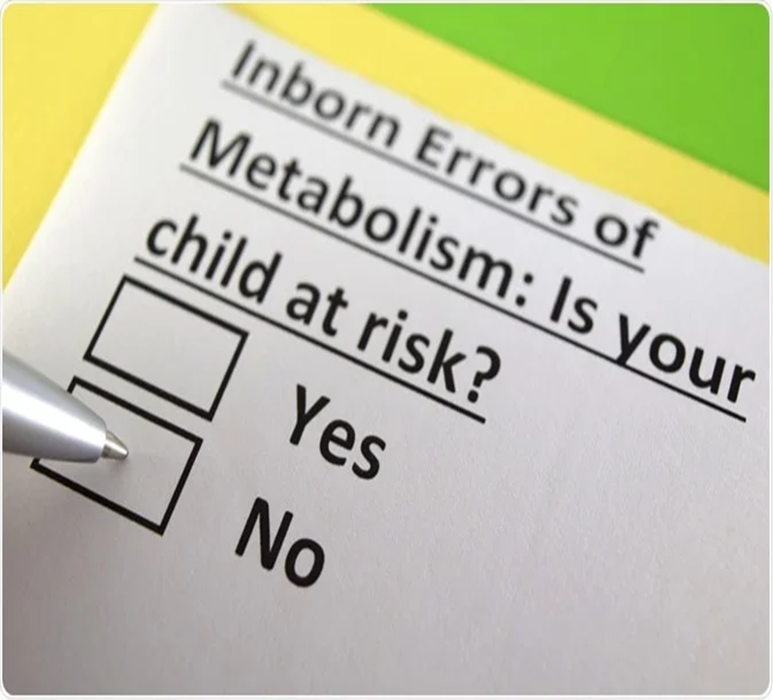 Inborn Errors of
Metabolism: Is your
child at risk?
Yes
No